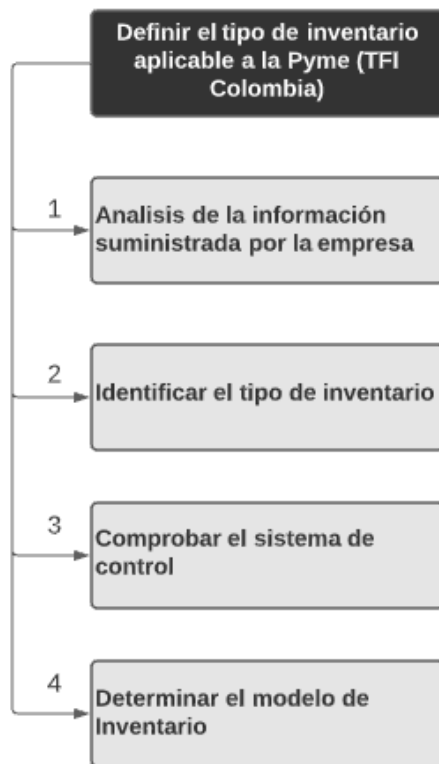 Definir el tipo de inventario
aplicable a la Pyme (TFI
Colombia)
1
Analisis de la información
suministrada por la empresa
2
Identificar el tipo de inventario
3
Comprobar el sistema de
control
4
Determinar el modelo de
Inventario